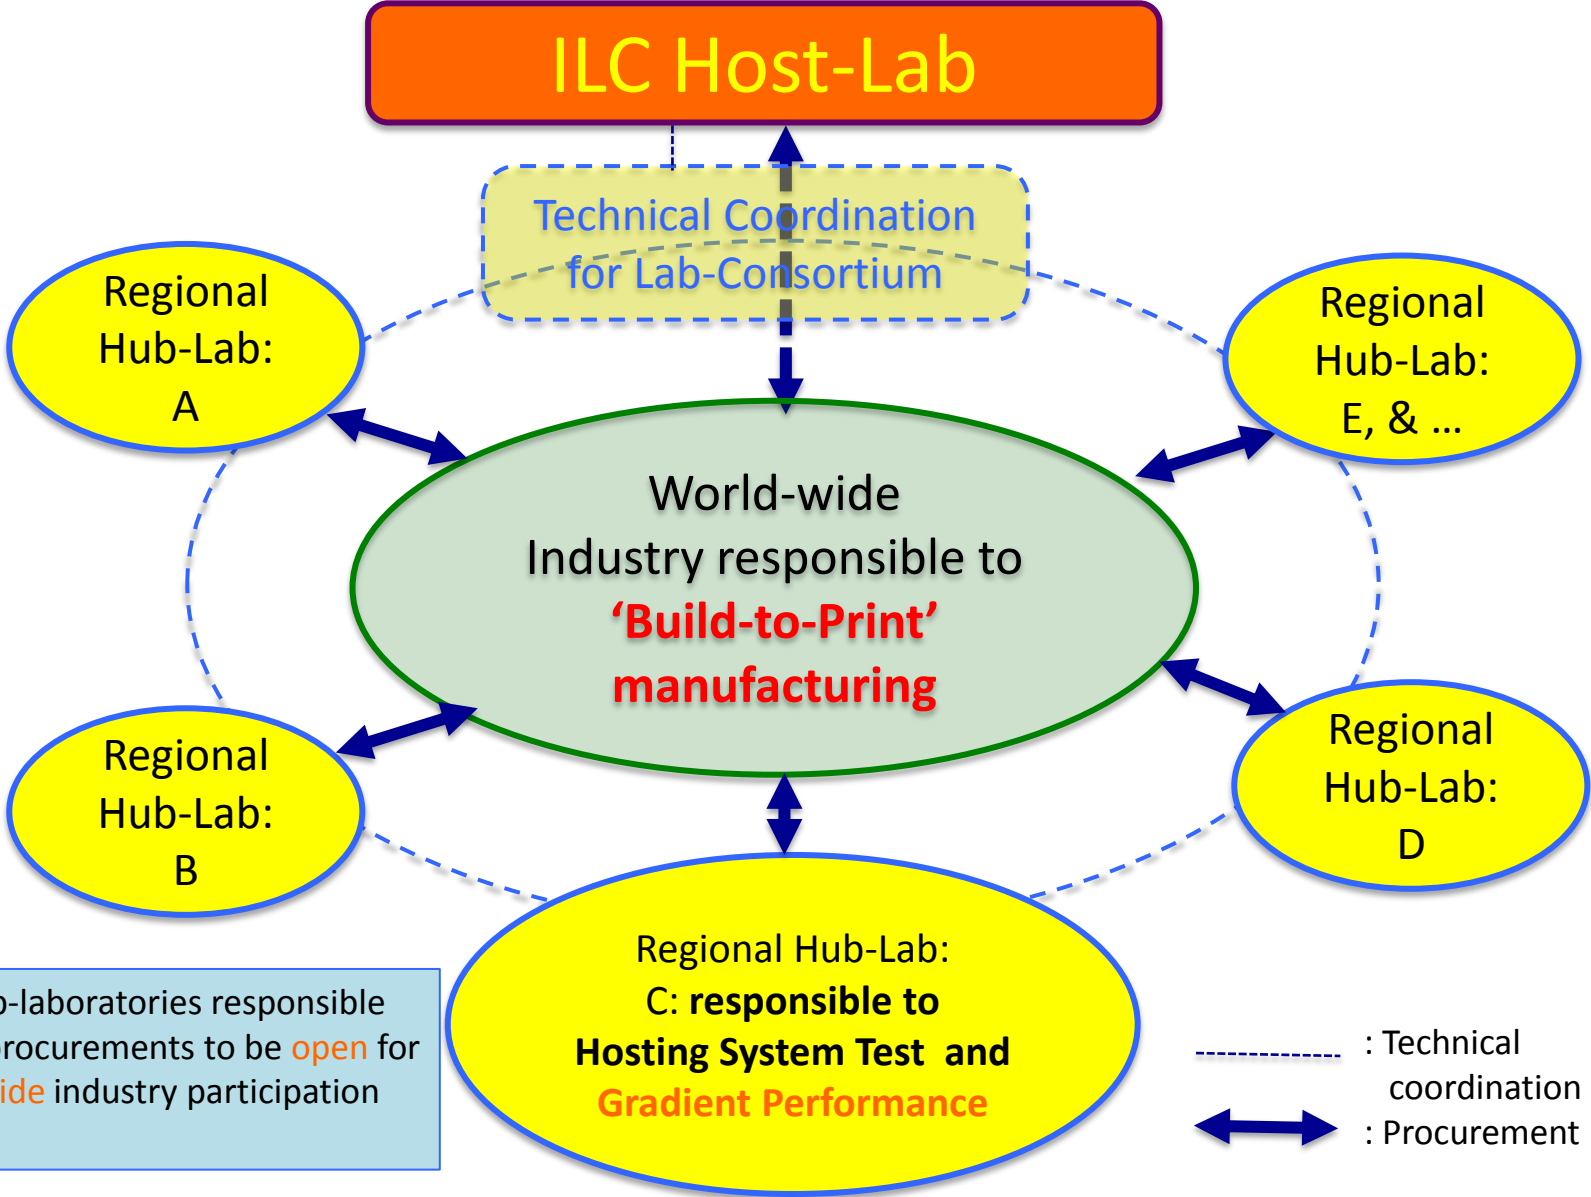 ILC Host-Lab
Technical Coordination
for Lab-Consortium
Regional
Hub-Lab:
A
Regional
Hub-Lab:
E, & ...
World-wide
Industry responsible to
‘Build-to-Print’
manufacturing
Regional
Hub-Lab:
B
Regional
Hub-Lab:
D
Regional Hub-Lab:
C: responsible to
Hosting System Test and
Gradient Performance
-laboratories responsible
procurements to be open for
ide industry participation
: Technical
coordination
: Procurement